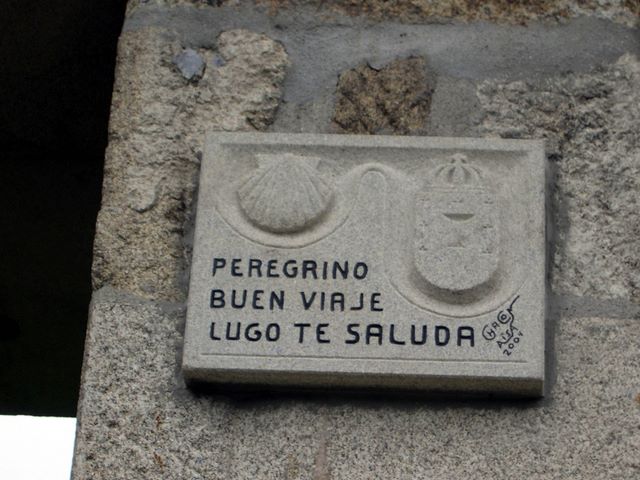 PEREGRINO
BUEN VIAJE
LUGO TE SALUDA